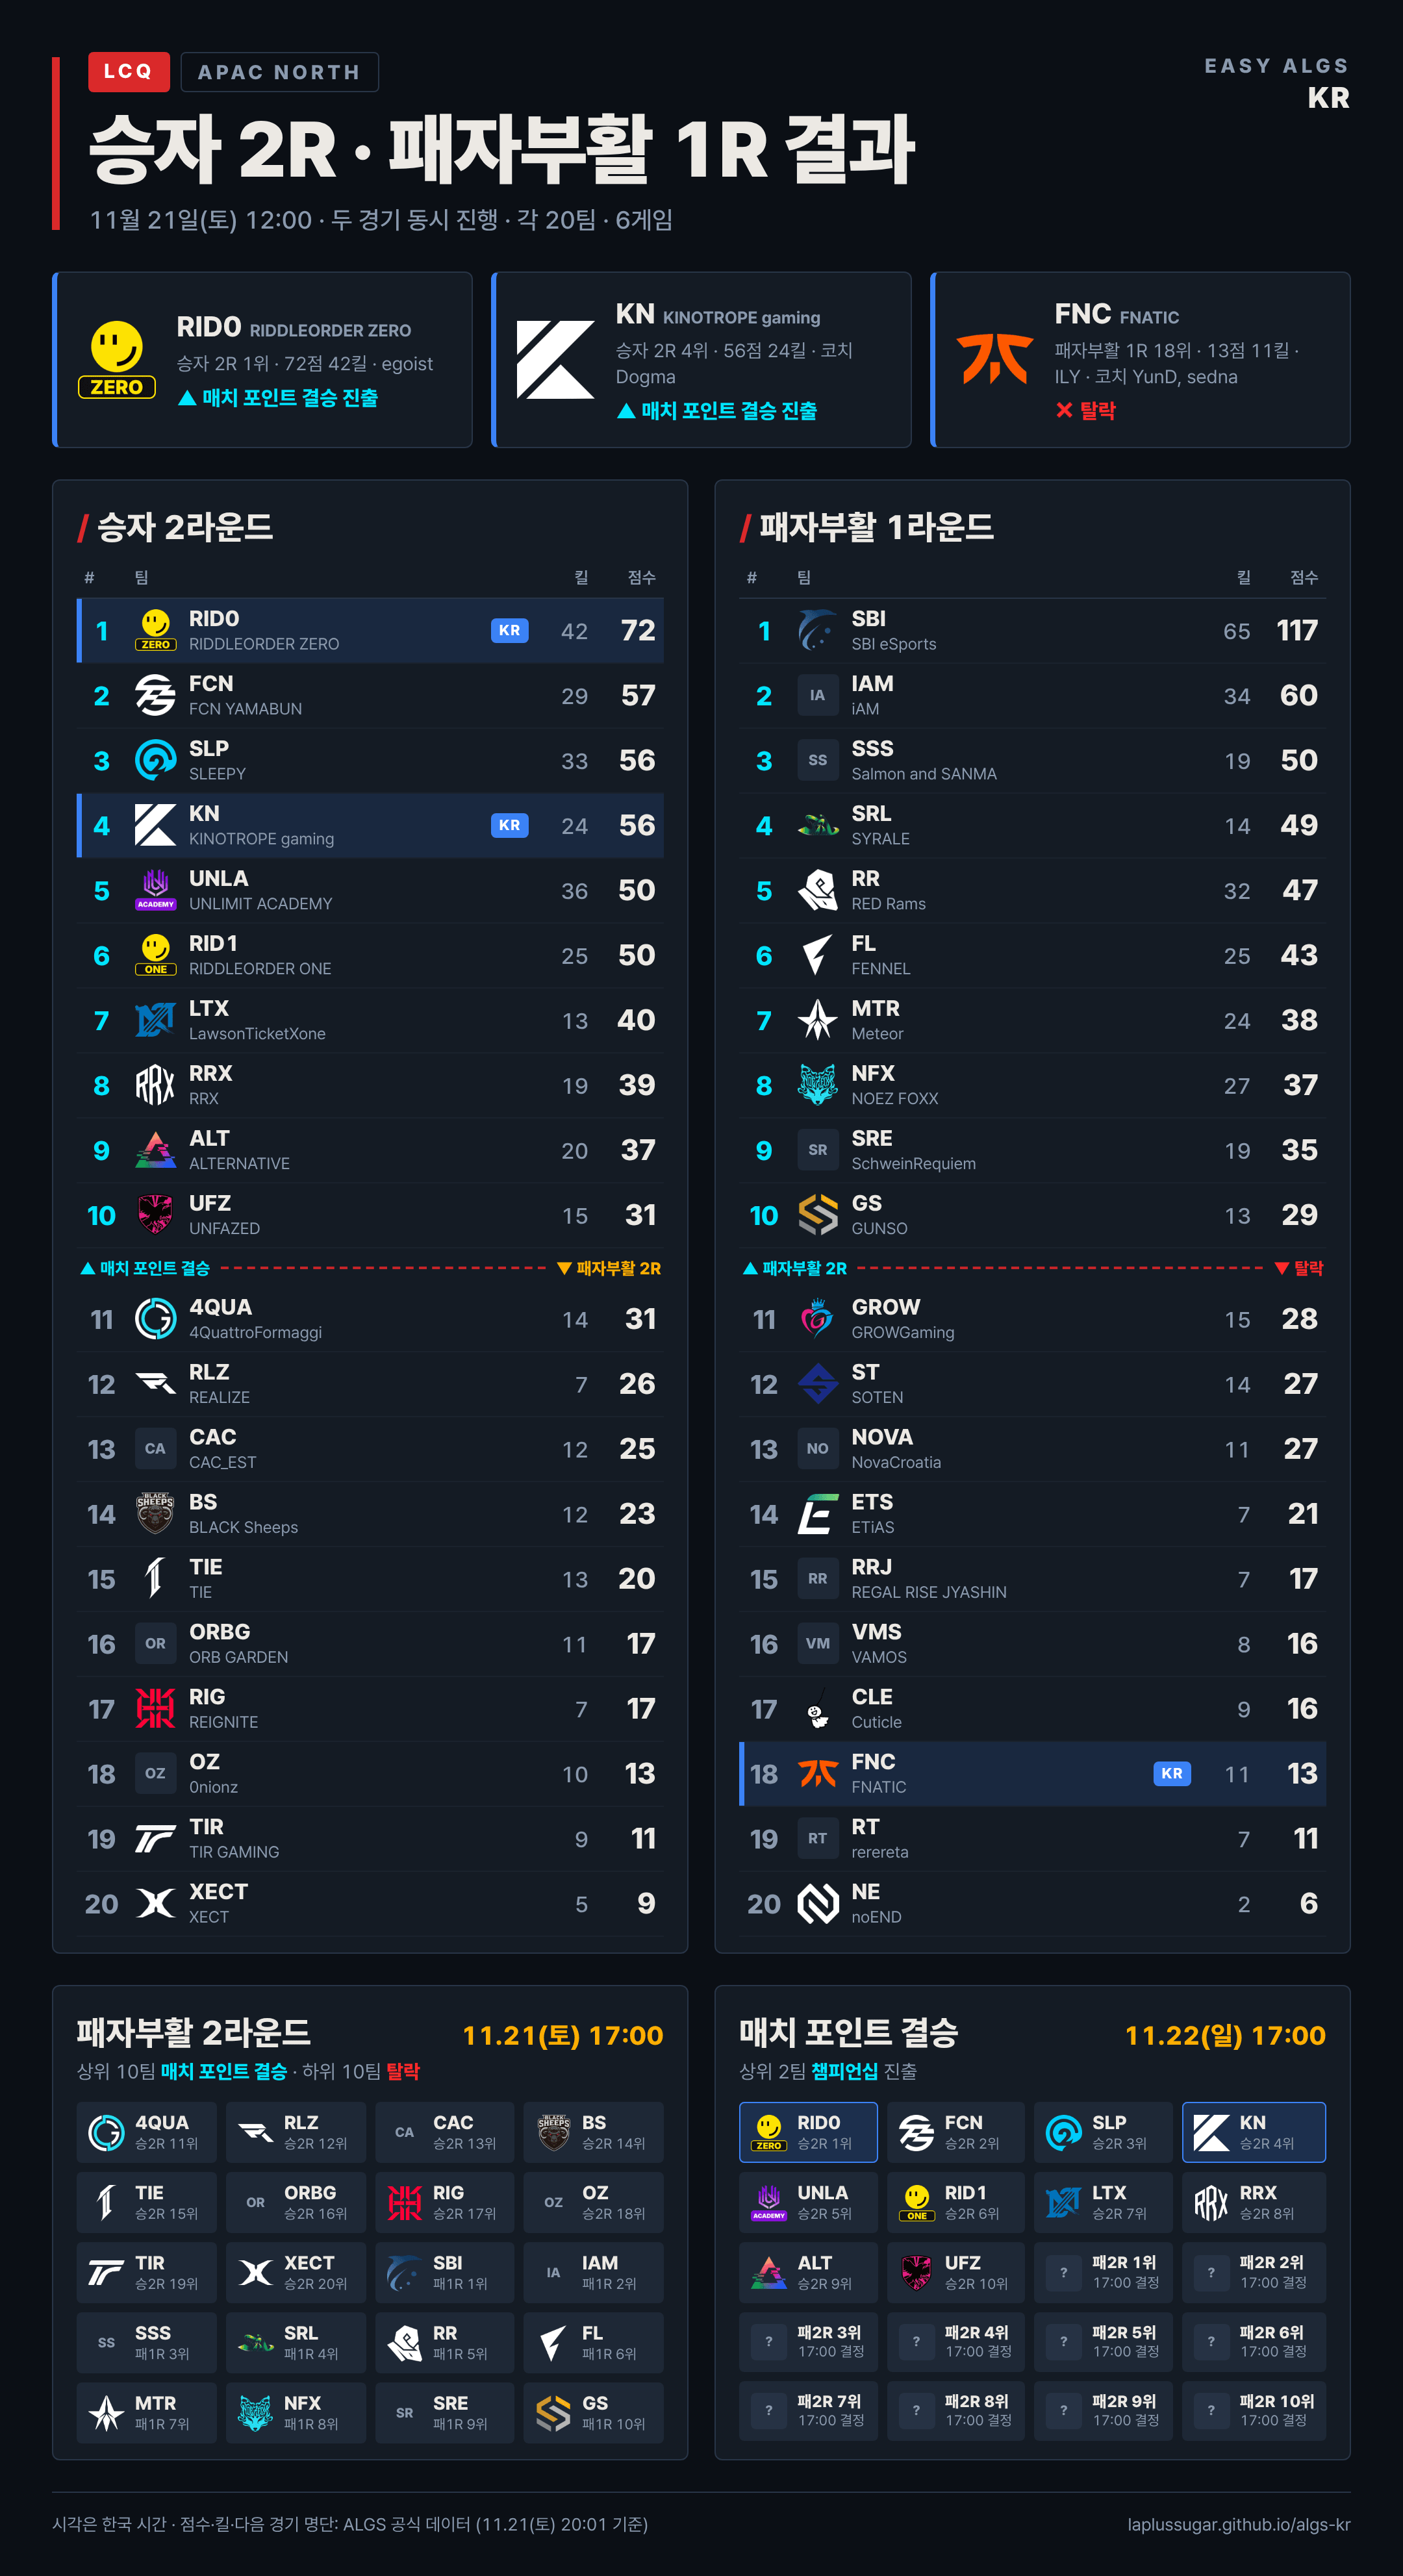 LCQ APAC NORTH
EASY ALGS
KR
승자 2R · 패자부활 1R 결과
11월 21일(토) 12:00 · 두 경기 동시 진행 · 각 20팀 · 6게임
ZERO
RID0 RIDDLEORDER ZERO
승자 2R 1위 · 72점 42킬 · egoist
▲ 매치 포인트 결승 진출
KN KINOTROPE gaming
승자 2R 4위 · 56점 24킬 · 코치
Dogma
▲ 매치 포인트 결승 진출
FNC FNATIC
패자부활 1R 18위 · 13점 11킬 ·
ILY · 코치 YunD, sedna
✕ 탈락
/ 승자 2라운드
# 팀 킬 점수
1 ZERO RID0 KR 42 72
RIDDLEORDER ZERO
2 FCN 29 57
FCN YAMABUN
3 SLP 33 56
SLEEPY
4 KN KR 24 56
KINOTROPE gaming
5 ACADEMY UNLA 36 50
UNLIMIT ACADEMY
6 ONE RID1 25 50
RIDDLEORDER ONE
7 LTX 13 40
LawsonTicketXone
8 RRX RRX 19 39
RRX
9 ALT 20 37
ALTERNATIVE
10 UFZ 15 31
UNFAZED
▲ 매치 포인트 결승 ▼ 패자부활 2R
11 4QUA 14 31
4QuattroFormaggi
12 RLZ 7 26
REALIZE
13 CA CAC 12 25
CAC_EST
14 BLACK SHEEPS BS 12 23
BLACK Sheeps
15 TIE 13 20
TIE
16 OR ORBG 11 17
ORB GARDEN
17 RIG 7 17
REIGNITE
18 OZ OZ 10 13
0nionz
19 TIR 9 11
TIR GAMING
20 XECT 5 9
XECT
/ 패자부활 1라운드
# 팀 킬 점수
1 SBI 65 117
SBI eSports
2 IA IAM 34 60
iAM
3 SS SSS 19 50
Salmon and SANMA
4 SRL 14 49
SYRALE
5 RR 32 47
RED Rams
6 FL 25 43
FENNEL
7 MTR 24 38
Meteor
8 NFX 27 37
NOEZ FOXX
9 SR SRE 19 35
SchweinRequiem
10 GS 13 29
GUNSO
▲ 패자부활 2R ▼ 탈락
11 GROW 15 28
GROWGaming
12 ST 14 27
SOTEN
13 NO NOVA 11 27
NovaCroatia
14 ETS 7 21
ETiAS
15 RR RRJ 7 17
REGAL RISE JYASHIN
16 VM VMS 8 16
VAMOS
17 CLE 9 16
Cuticle
18 FNC KR 11 13
FNATIC
19 RT RT 7 11
rerereta
20 NE 2 6
noEND
패자부활 2라운드 11.21(토) 17:00
상위 10팀 매치 포인트 결승 · 하위 10팀 탈락
4QUA RLZ CA CAC BLACK SHEEPS BS
승2R 11위 승2R 12위 승2R 13위 승2R 14위
TIE OR ORBG RIG OZ OZ
승2R 15위 승2R 16위 승2R 17위 승2R 18위
TIR XECT SBI IA IAM
승2R 19위 승2R 20위 패1R 1위 패1R 2위
SS SSS SRL RR FL
패1R 3위 패1R 4위 패1R 5위 패1R 6위
MTR NFX SR SRE GS
패1R 7위 패1R 8위 패1R 9위 패1R 10위
매치 포인트 결승 11.22(일) 17:00
상위 2팀 챔피언십 진출
ZERO RID0 FCN SLP KN
승2R 1위 승2R 2위 승2R 3위 승2R 4위
ACADEMY UNLA ONE RID1 LTX RRX RRX
승2R 5위 승2R 6위 승2R 7위 승2R 8위
ALT UFZ ? 패2R 1위 ? 패2R 2위
승2R 9위 승2R 10위 17:00 결정 17:00 결정
? 패2R 3위 ? 패2R 4위 ? 패2R 5위 ? 패2R 6위
17:00 결정 17:00 결정 17:00 결정 17:00 결정
? 패2R 7위 ? 패2R 8위 ? 패2R 9위 ? 패2R 10위
17:00 결정 17:00 결정 17:00 결정 17:00 결정
시각은 한국 시간 · 점수·킬·다음 경기 명단: ALGS 공식 데이터 (11.21(토) 20:01 기준)
laplussugar.github.io/algs-kr